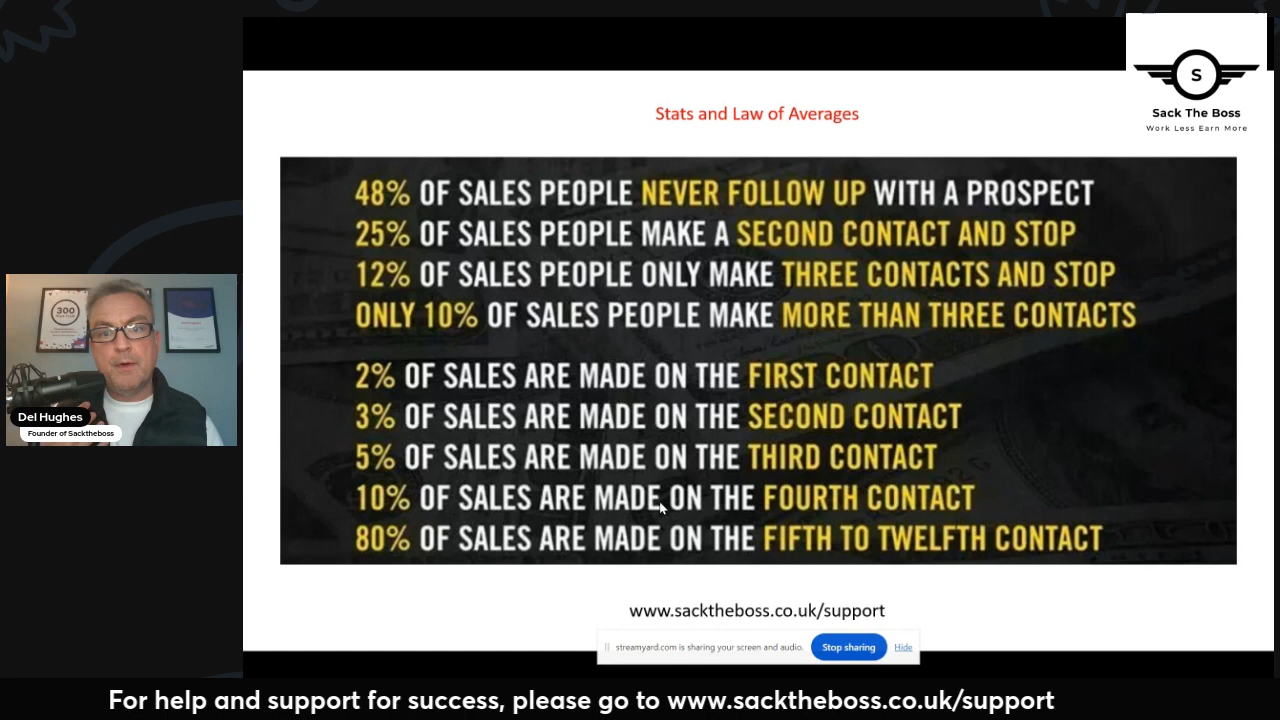 S
Sack The Boss
Work Less Earn More
Stats and Law of Averages
48% OF SALES PEOPLE NEVER FOLLOW UP WITH A PROSPECT
25% OF SALES PEOPLE MAKE A SECOND CONTACT AND STOP
12% OF SALES PEOPLE ONLY MAKE THREE CONTACTS AND STOP
ONLY 10% OF SALES PEOPLE MAKE MORE THAN THREE CONTACTS
2% OF SALES ARE MADE ON THE FIRST CONTACT
3% OF SALES ARE MADE ON THE SECOND CONTACT
5% OF SALES ARE MADE ON THE THIRD CONTACT
10% OF SALES ARE MADE ON THE FOURTH CONTACT
80% OF SALES ARE MADE ON THE FIFTH TO TWELFTH CONTACT
300
Del Hughes
Founder of Sacktheboss
www.sacktheboss.co.uk/support
streamyard.com is sharing your screen and audio.
Stop sharing
Hide
For help and support for success, please go to www.sacktheboss.co.uk/support